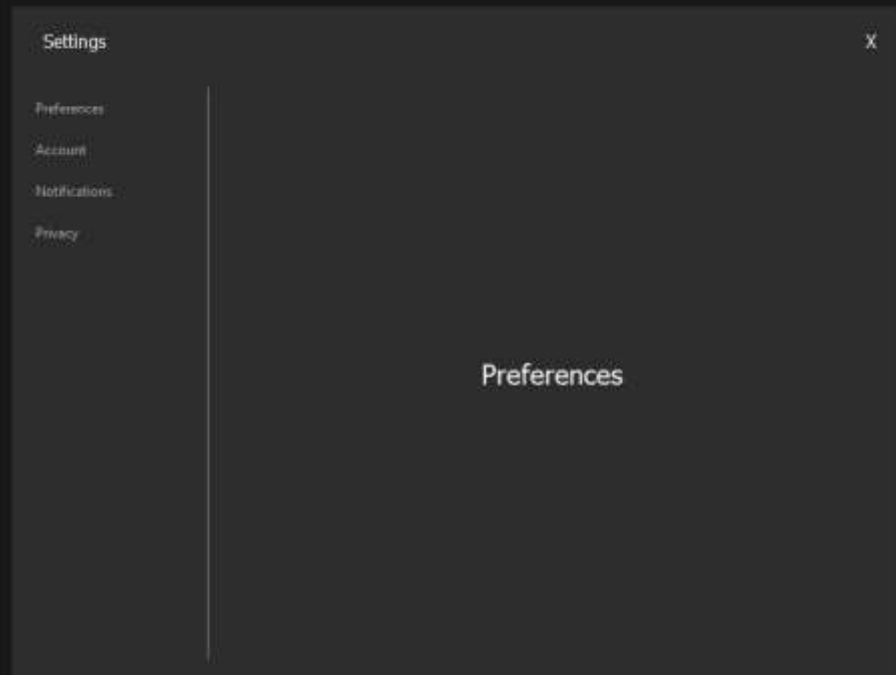 Settings
X
Preferences
Account
Notifications
Privacy
Preferences